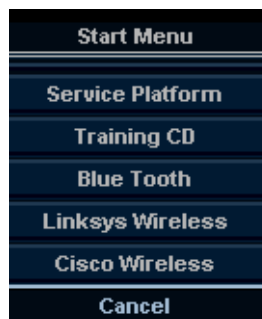 Start Menu
Service Platform
Training CD
Blue Tooth
Linksys Wireless
Cisco Wireless
Cancel